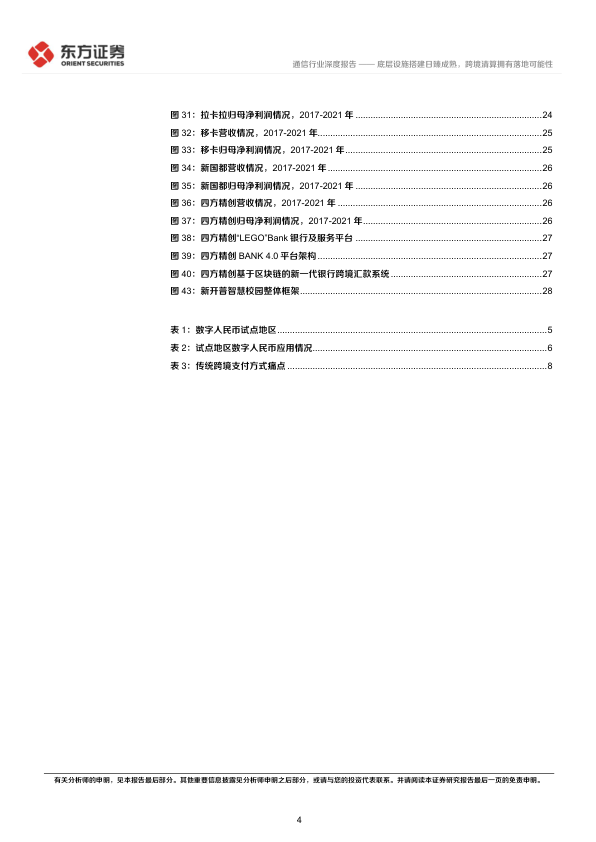 东方证券
ORIENT SECURITIES
通信行业深度报告 —— 底层设施搭建日臻成熟，跨境清算拥有落地可能性
图 31：拉卡拉归母净利润情况，2017-2021 年 ........................................................ 24
图 32：移卡营收情况，2017-2021 年........................................................ 25
图 33：移卡归母净利润情况，2017-2021 年........................................................ 25
图 34：新国都营收情况，2017-2021 年 ........................................................ 26
图 35：新国都归母净利润情况，2017-2021 年 ........................................................ 26
图 36：四方精创营收情况，2017-2021 年 ........................................................ 26
图 37：四方精创归母净利润情况，2017-2021 年........................................................ 26
图 38：四方精创“LEGO”Bank 银行及服务平台 ........................................................ 27
图 39：四方精创 BANK 4.0 平台架构........................................................ 27
图 40：四方精创基于区块链的新一代银行跨境汇款系统 ........................................................ 27
图 43：新开普智慧校园整体框架........................................................ 28
表 1：数字人民币试点地区........................................................ 5
表 2：试点地区数字人民币应用情况........................................................ 6
表 3：传统跨境支付方式痛点 ........................................................ 8
有关分析师的申明，见本报告最后部分。其他重要信息披露见分析师申明之后部分，或请与您的投资代表联系。并请阅读本证券研究报告最后一页的免责申明。
4